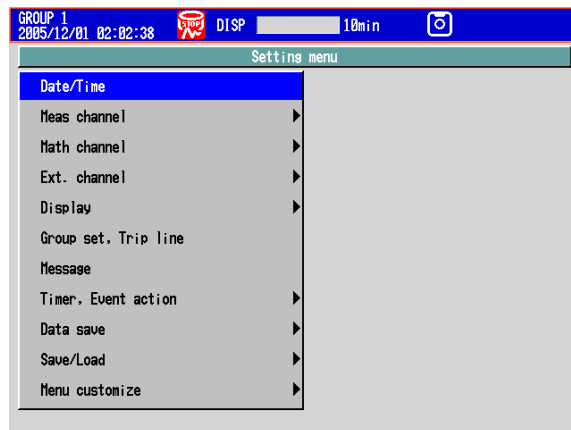 GROUP 1
2005/12/01 02:02:38 STOP DISP 10min
Setting menu
Date/Time
Meas channel
Math channel
Ext. channel
Display
Group set, Trip line
Message
Timer, Event action
Data save
Save/Load
Menu customize